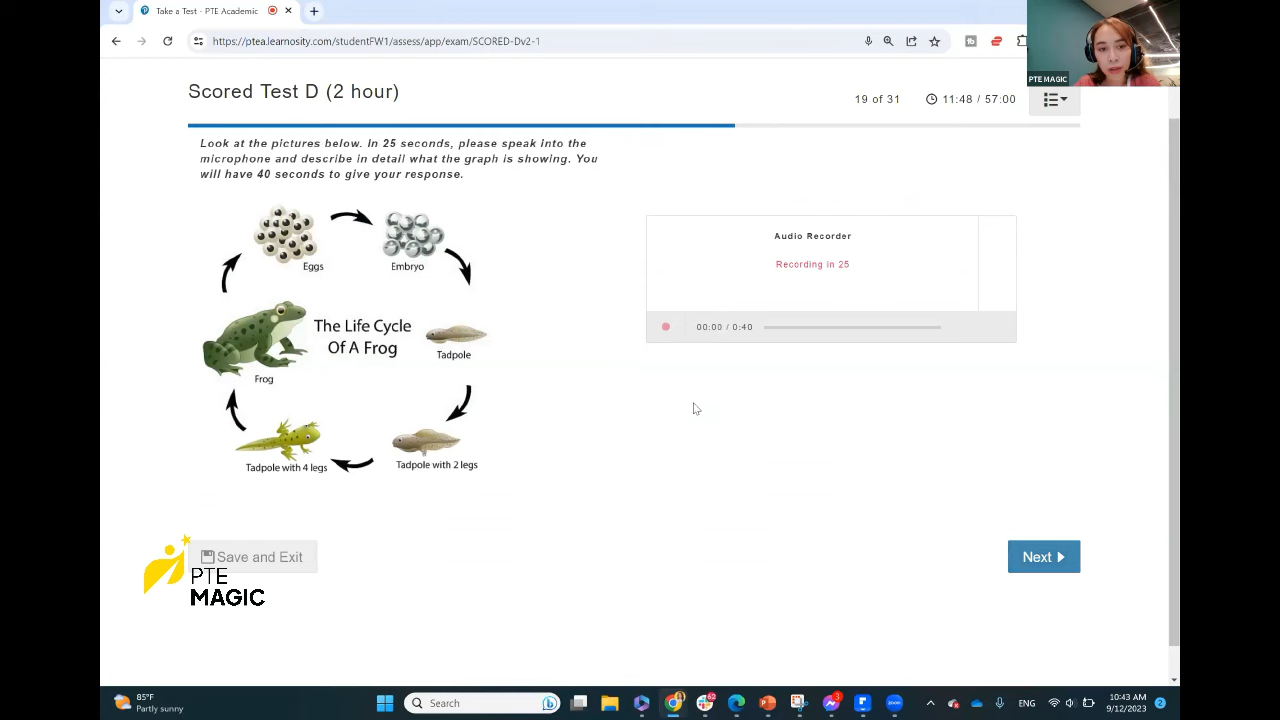 Take a Test - PTE Academic
https://ptea.learnosity.com/studentFW1/assess/app/exam/SCORED-Dv2-1
PTE MAGIC
Scored Test D (2 hour)
19 of 31
11:48 / 57:00
Look at the pictures below. In 25 seconds, please speak into the
microphone and describe in detail what the graph is showing. You
will have 40 seconds to give your response.
Eggs
Embryo
The Life Cycle
Of A Frog
Tadpole
Frog
Tadpole with 4 legs
Tadpole with 2 legs
Audio Recorder
Recording in 25
00:00 / 0:40
Save and Exit
Next
PTE
MAGIC
85°F
Partly sunny
Search
62
3
ENG
10:43 AM
9/12/2023
2